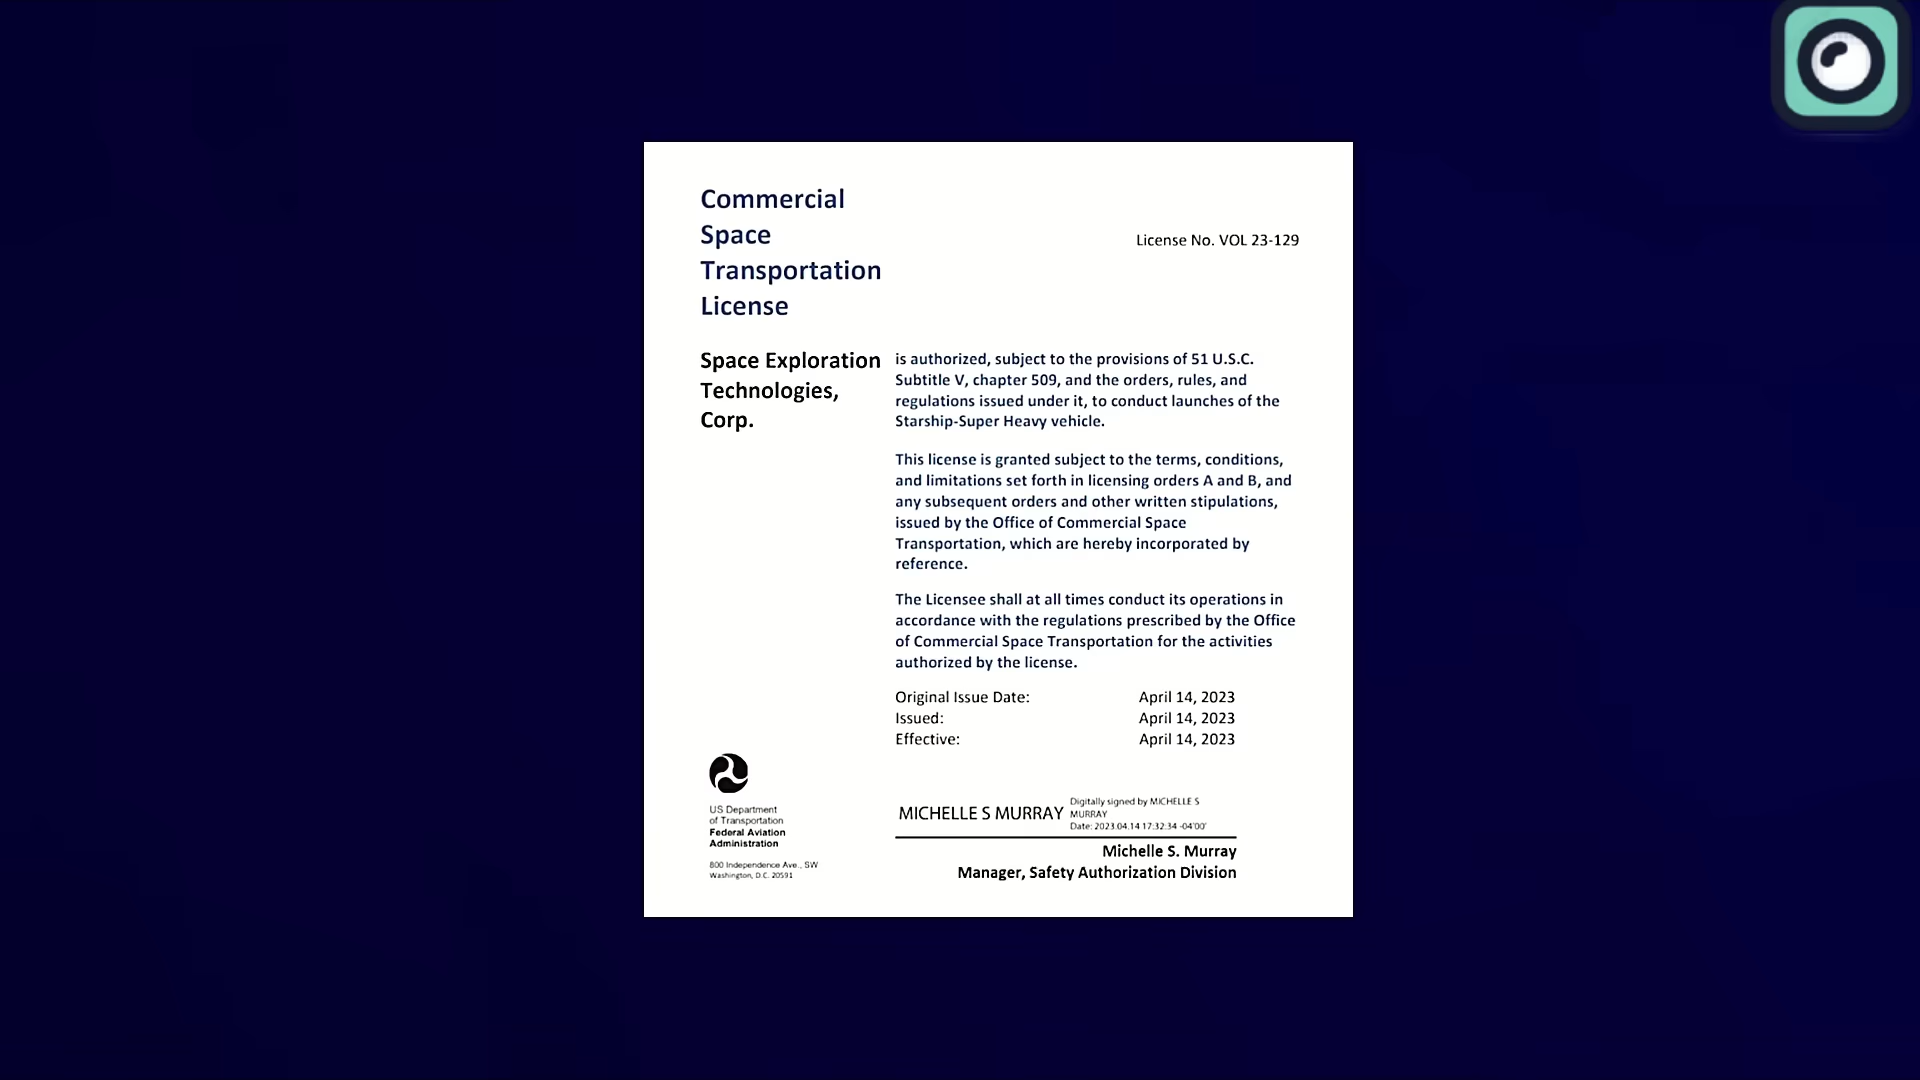 Commercial
Space
Transportation
License
License No. VOL 23-129
Space Exploration
Technologies,
Corp.
is authorized, subject to the provisions of 51 U.S.C.
Subtitle V, chapter 509, and the orders, rules, and
regulations issued under it, to conduct launches of the
Starship-Super Heavy vehicle.
This license is granted subject to the terms, conditions,
and limitations set forth in licensing orders A and B, and
any subsequent orders and other written stipulations,
issued by the Office of Commercial Space
Transportation, which are hereby incorporated by
reference.
The Licensee shall at all times conduct its operations in
accordance with the regulations prescribed by the Office
of Commercial Space Transportation for the activities
authorized by the license.
Original Issue Date: April 14, 2023
Issued: April 14, 2023
Effective: April 14, 2023
US Department
of Transportation
Federal Aviation
Administration
800 Independence Ave., SW
Washington, D.C. 20591
MICHELLE S MURRAY
Digitally signed by MICHELLE S
MURRAY
Date: 2023.04.14 17:32:34 -04'00'
Michelle S. Murray
Manager, Safety Authorization Division